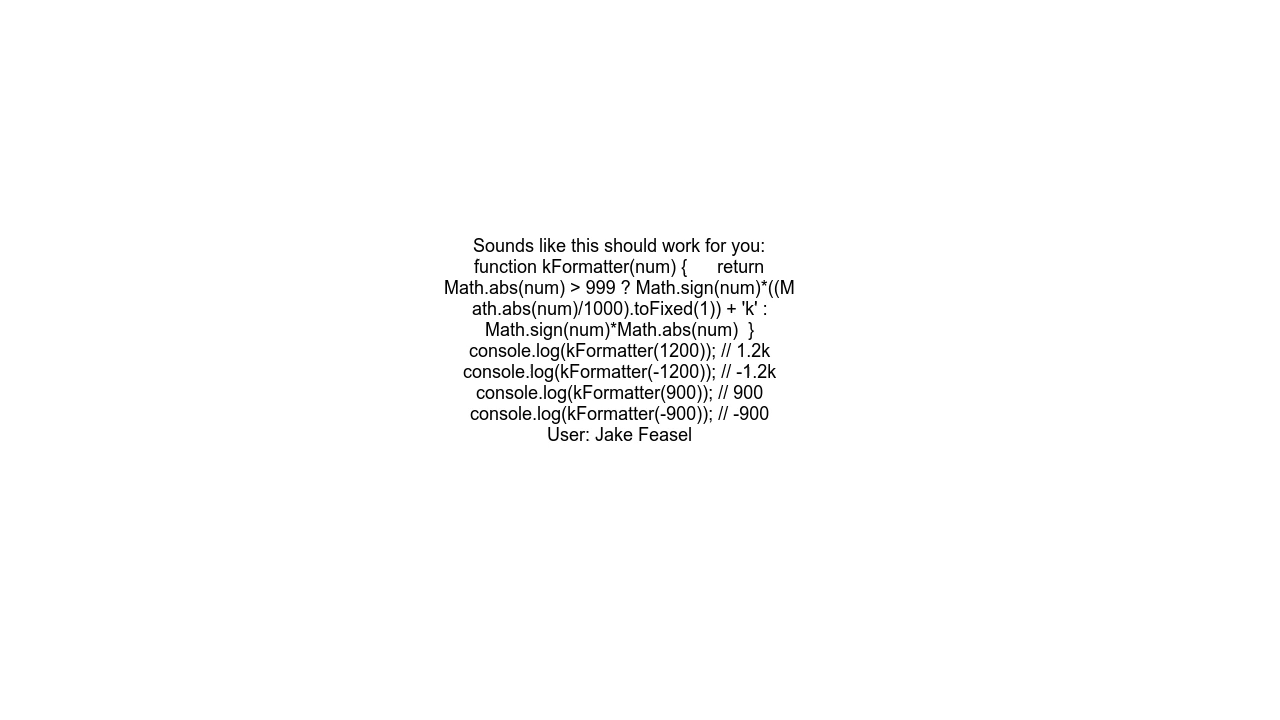 Sounds like this should work for you:
function kFormatter(num) {      return
Math.abs(num) > 999 ? Math.sign(num)*((M
ath.abs(num)/1000).toFixed(1)) + 'k' :
Math.sign(num)*Math.abs(num)  }
console.log(kFormatter(1200)); // 1.2k
console.log(kFormatter(-1200)); // -1.2k
console.log(kFormatter(900)); // 900
console.log(kFormatter(-900)); // -900
User: Jake Feasel